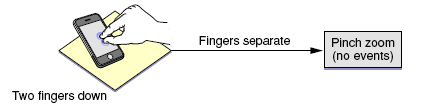 Fingers separate
Pinch zoom
(no events)
Two fingers down